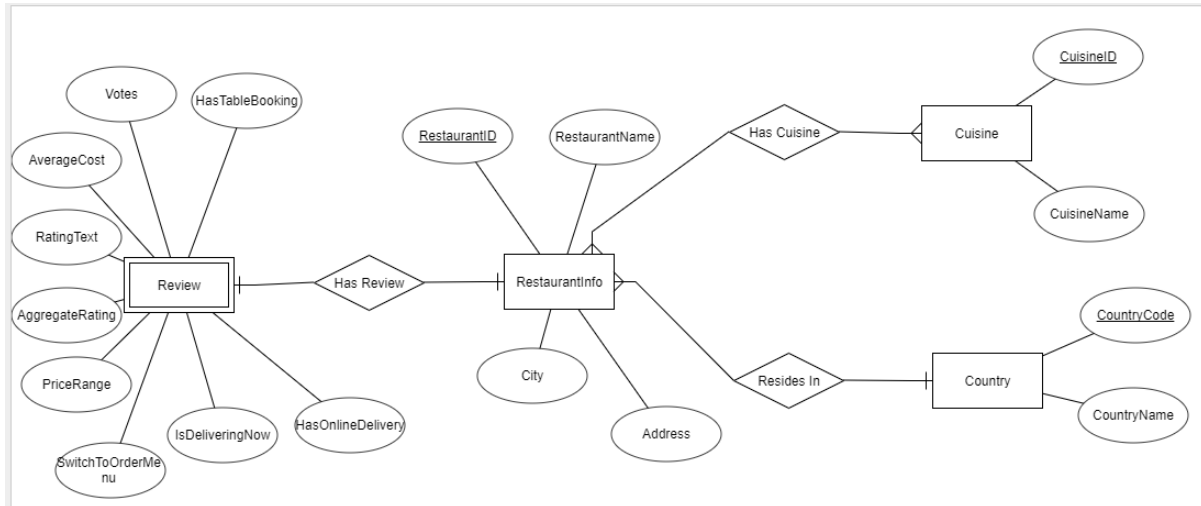 CuisineID
Votes
HasTableBooking
RestaurantID
RestaurantName
Has Cuisine
Cuisine
AverageCost
CuisineName
RatingText
Review
Has Review
RestaurantInfo
AggregateRating
CountryCode
PriceRange
City
Resides In
Country
HasOnlineDelivery
CountryName
IsDeliveringNow
Address
SwitchToOrderMe
nu